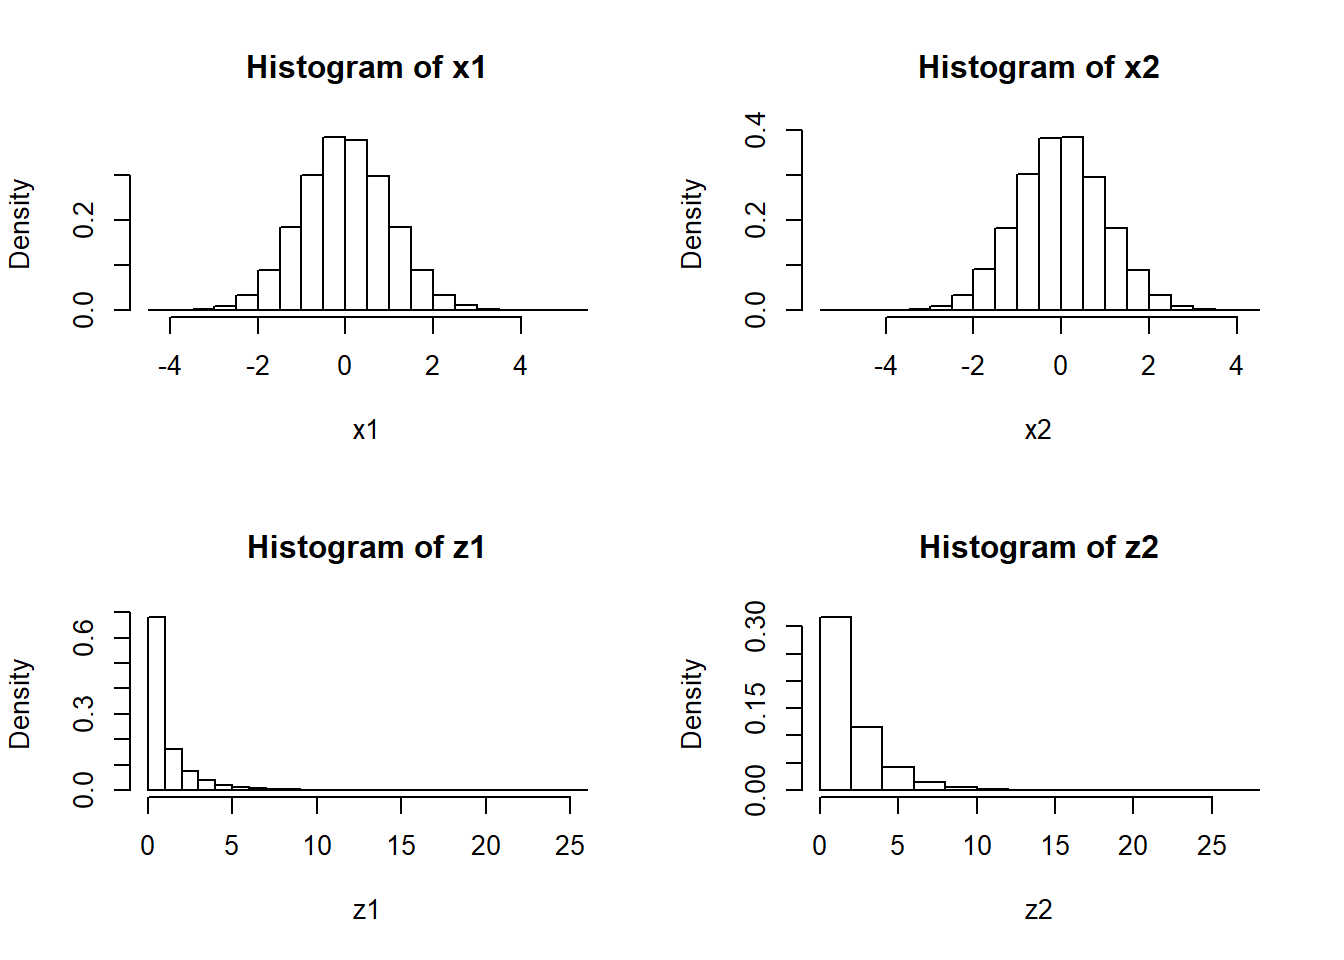 Histogram of x1
Density
0.0 0.2
-4 -2 0 2 4
x1
Histogram of x2
Density
0.0 0.2 0.4
-4 -2 0 2 4
x2
Histogram of z1
Density
0.0 0.3 0.6
0 5 10 15 20 25
z1
Histogram of z2
Density
0.00 0.15 0.30
0 5 10 15 20 25
z2